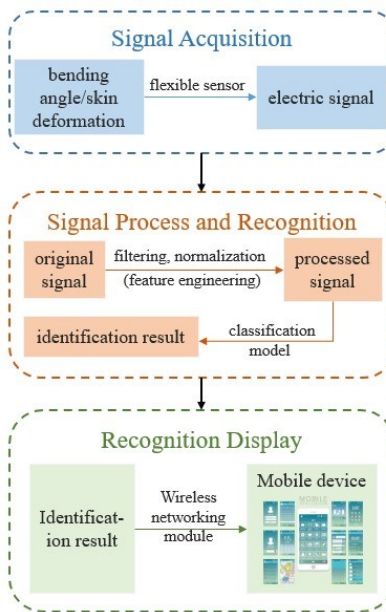 Signal Acquisition
bending
angle/skin
deformation
flexible sensor
electric signal
Signal Process and Recognition
original
signal
filtering, normalization
(feature engineering)
processed
signal
identification result
classification
model
Recognition Display
Identificat-
ion result
Wireless
networking
module
Mobile device
MOBILE